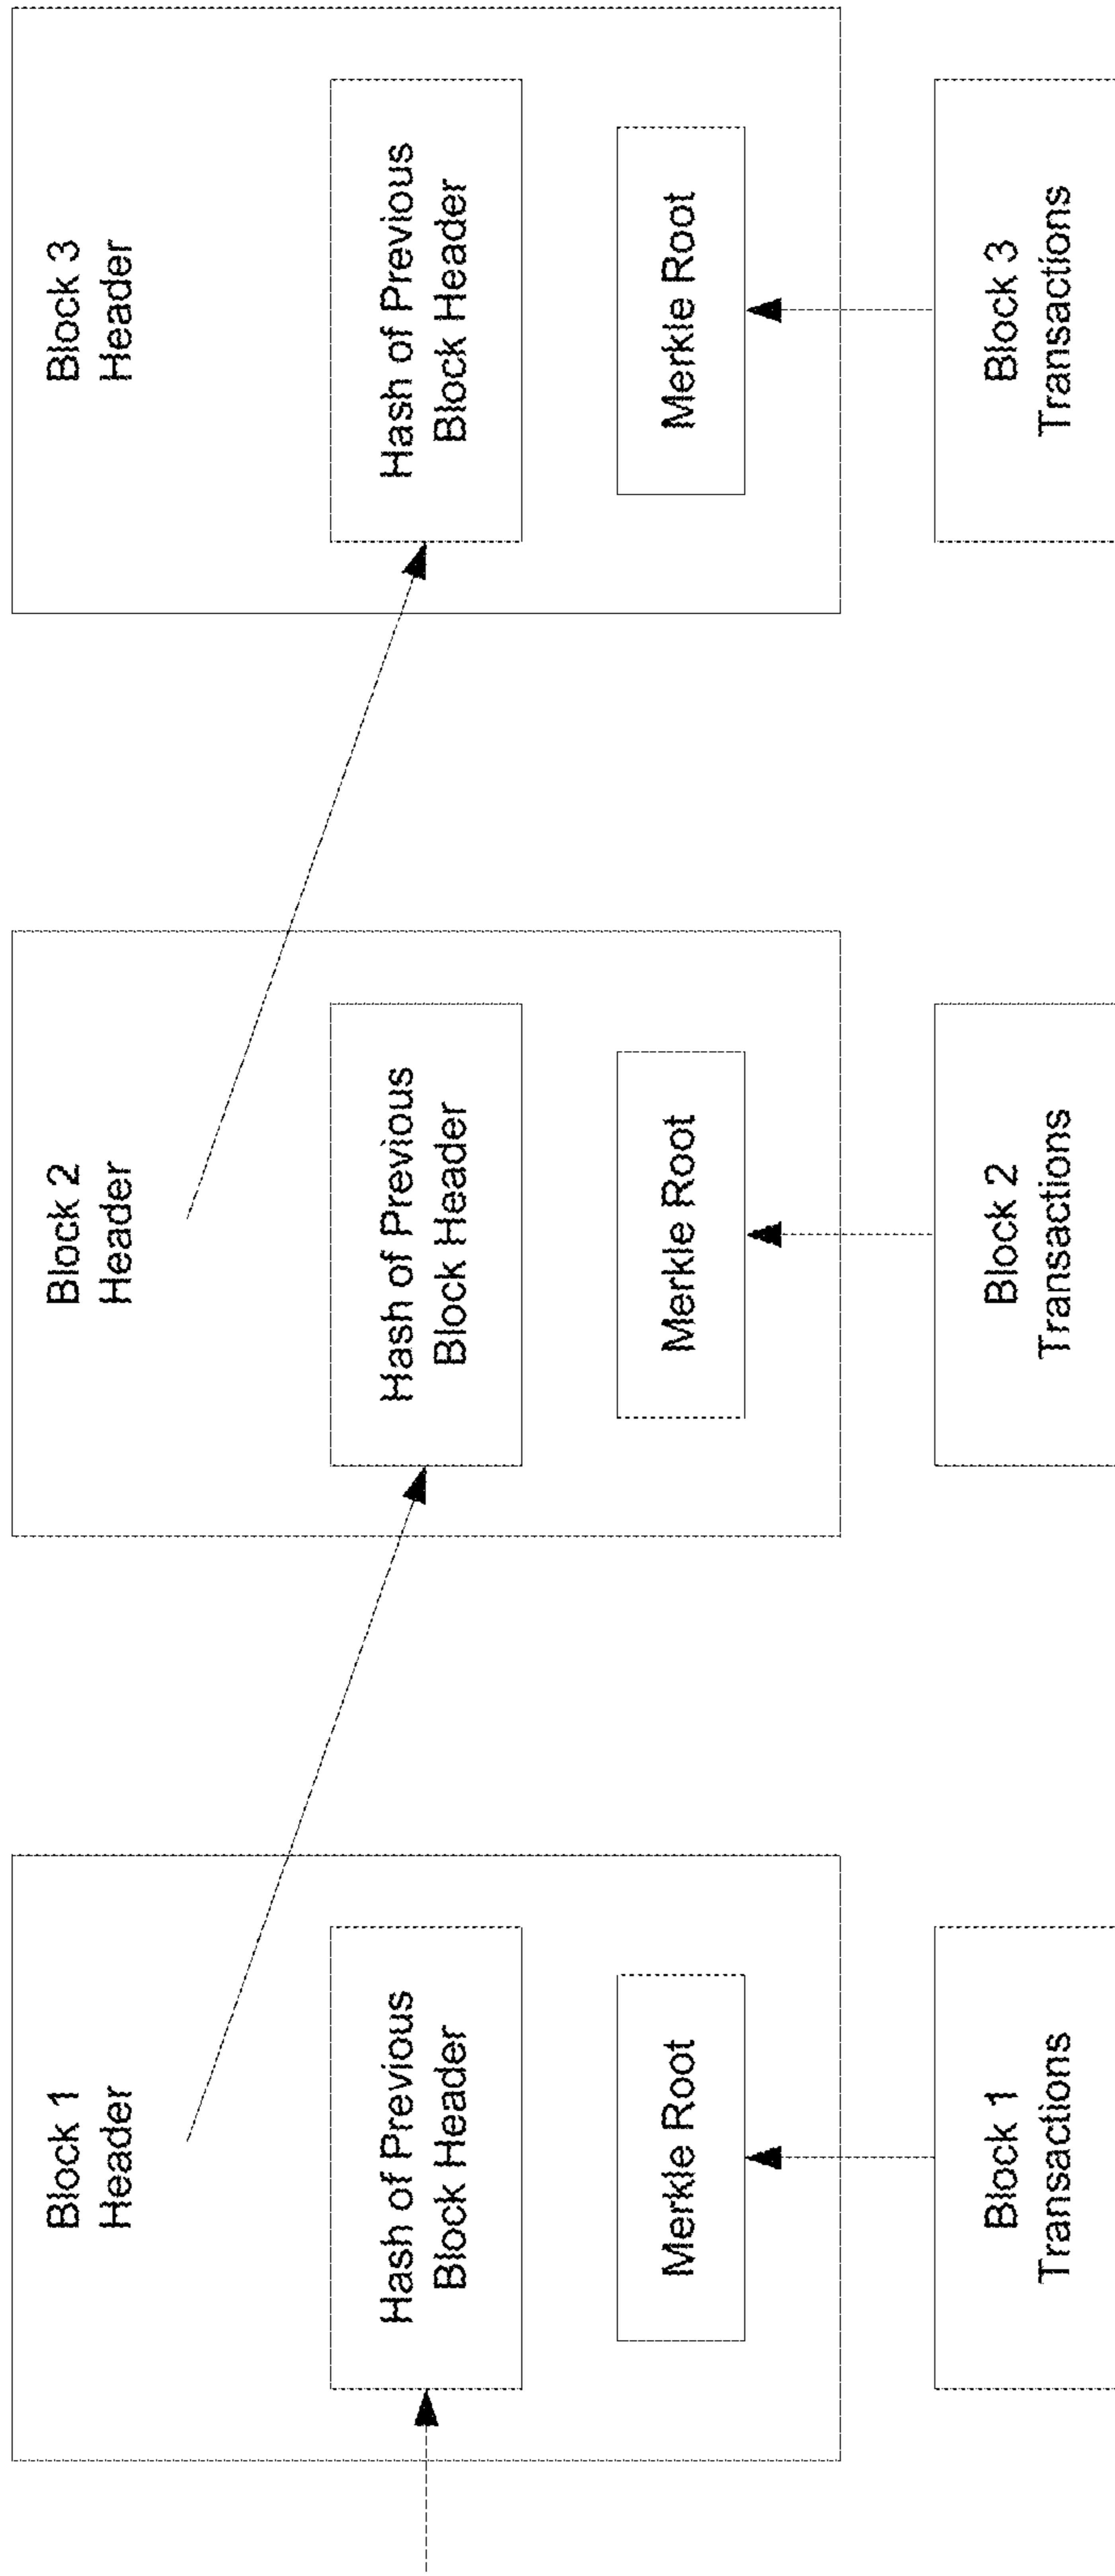 Block 1
Header
Hash of Previous
Block Header
Merkle Root
Block 1
Transactions
Block 2
Header
Hash of Previous
Block Header
Merkle Root
Block 2
Transactions
Block 3
Header
Hash of Previous
Block Header
Merkle Root
Block 3
Transactions